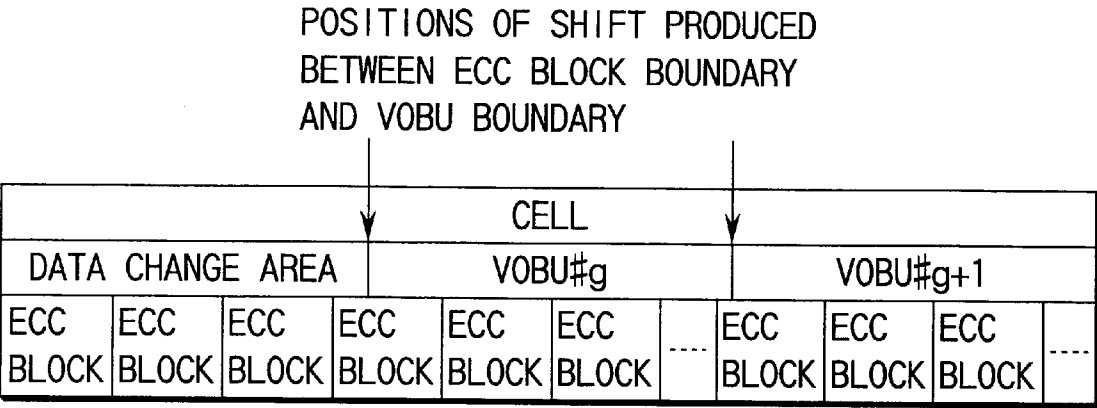 POSITIONS OF SHIFT PRODUCED
BETWEEN ECC BLOCK BOUNDARY
AND VOBU BOUNDARY
CELL
DATA CHANGE AREA VOBU#g VOBU#g+1
ECC ECC ECC ECC ECC ECC ECC ECC ECC
BLOCK BLOCK BLOCK BLOCK BLOCK BLOCK ---- BLOCK BLOCK BLOCK ----